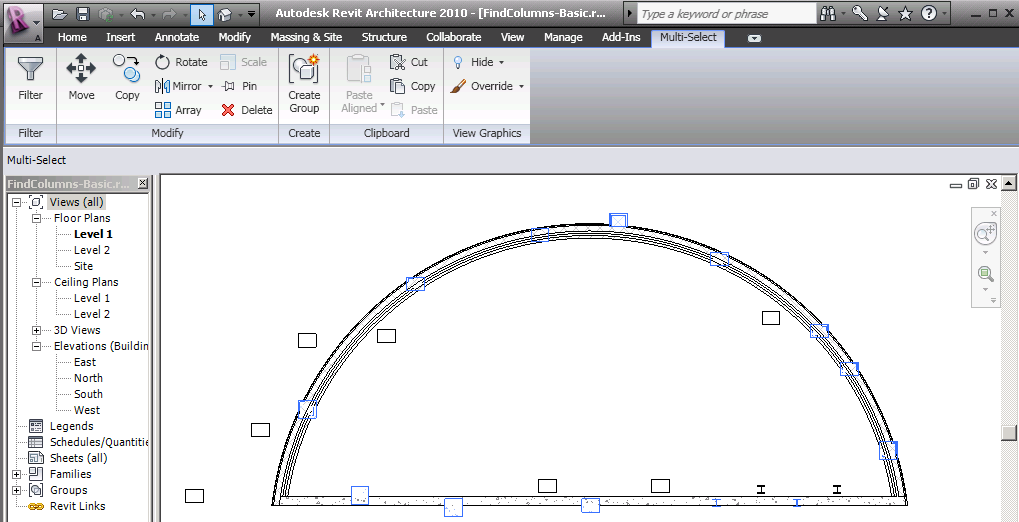 Autodesk Revit Architecture 2010 - [FindColumns-Basic.r...
Type a keyword or phrase
Home Insert Annotate Modify Massing & Site Structure Collaborate View Manage Add-Ins Multi-Select
Filter
Move
Copy
Rotate
Scale
Mirror
Pin
Array
Delete
Create
Group
Paste
Aligned
Cut
Copy
Paste
Hide
Override
Filter Modify Create Clipboard View Graphics
Multi-Select
FindColumns-Basic.r...
Views (all)
Floor Plans
Level 1
Level 2
Site
Ceiling Plans
Level 1
Level 2
3D Views
Elevations (Buildin
East
North
South
West
Legends
Schedules/Quantitie
Sheets (all)
Families
Groups
Revit Links